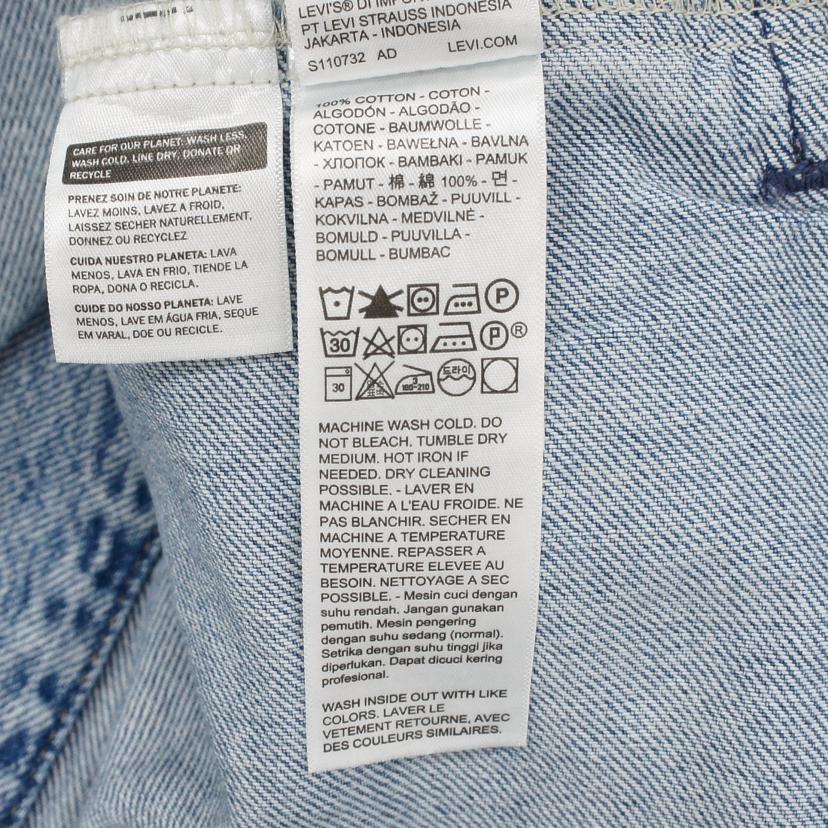 CARE FOR OUR PLANET: WASH LESS,
WASH COLD, LINE DRY, DONATE OR
RECYCLE
PRENEZ SOIN DE NOTRE PLANETE:
LAVEZ MOINS, LAVEZ A FROID,
LAISSEZ SECHER NATURELLEMENT,
DONNEZ OU RECYCLEZ
CUIDA NUESTRO PLANETA: LAVA
MENOS, LAVA EN FRIO, TIENDE LA
ROPA, DONA O RECICLA.
CUIDE DO NOSSO PLANETA: LAVE
MENOS, LAVE EM ÁGUA FRIA, SEQUE
EM VARAL, DOE OU RECICLE.
LEVI'S® DI
PT LEVI STRAUSS INDONESIA
JAKARTA - INDONESIA
S110732 AD LEVI.COM
100% COTTON - COTON -
ALGODÓN - ALGODÃO -
COTONE - BAUMWOLLE -
KATOEN - BAWEŁNA - BAVLNA
- ХЛОПОК - BAMBAKI - PAMUK
- PAMUT - 棉 - 綿 100% - 면 -
KAPAS - BOMBAŽ - PUUVILL -
KOKVILNA - MEDVILNĖ -
BOMULD - PUUVILLA -
BOMULL - BUMBAC
P
30 P®
30 3 180-210 드라이
MACHINE WASH COLD. DO
NOT BLEACH. TUMBLE DRY
MEDIUM. HOT IRON IF
NEEDED. DRY CLEANING
POSSIBLE. - LAVER EN
MACHINE A L'EAU FROIDE. NE
PAS BLANCHIR. SECHER EN
MACHINE A TEMPERATURE
MOYENNE. REPASSER A
TEMPERATURE ELEVEE AU
BESOIN. NETTOYAGE A SEC
POSSIBLE. - Mesin cuci dengan
suhu rendah. Jangan gunakan
pemutih. Mesin pengering
dengan suhu sedang (normal).
Setrika dengan suhu tinggi jika
diperlukan. Dapat dicuci kering
profesional.
WASH INSIDE OUT WITH LIKE
COLORS. LAVER LE
VETEMENT RETOURNE, AVEC
DES COULEURS SIMILAIRES.